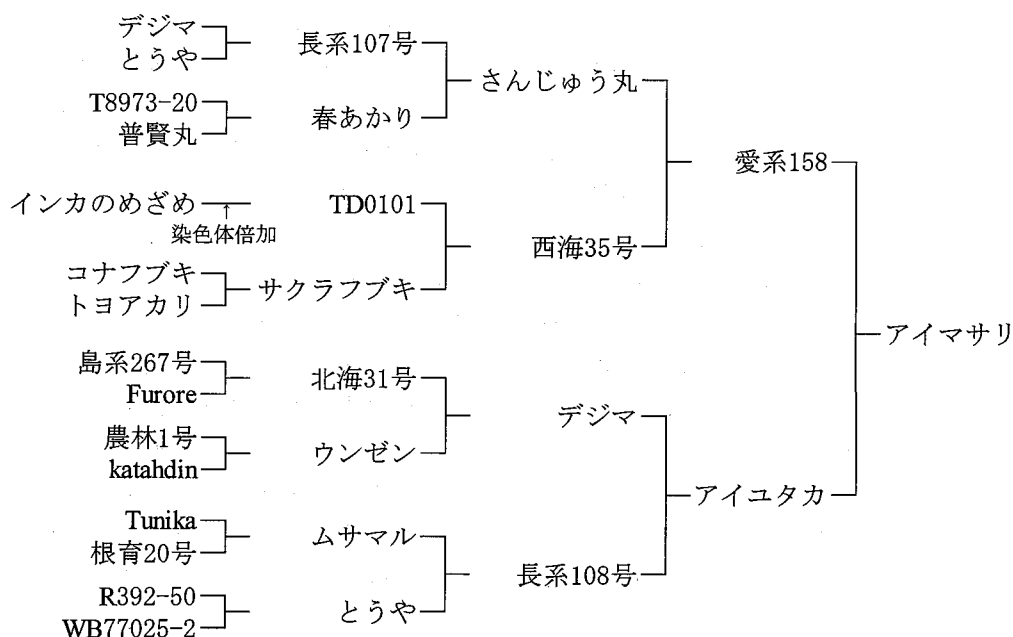 デジマ
とうや
長系107号
T8973-20
普賢丸
春あかり
さんじゅう丸
インカのめざめ
↑
染色体倍加
TD0101
コナフブキ
トヨアカリ
サクラフブキ
西海35号
愛系158
島系267号
Furore
北海31号
農林1号
katahdin
ウンゼン
デジマ
Tunika
根育20号
ムサマル
R392-50
WB77025-2
とうや
長系108号
アイユタカ
アイマサリ